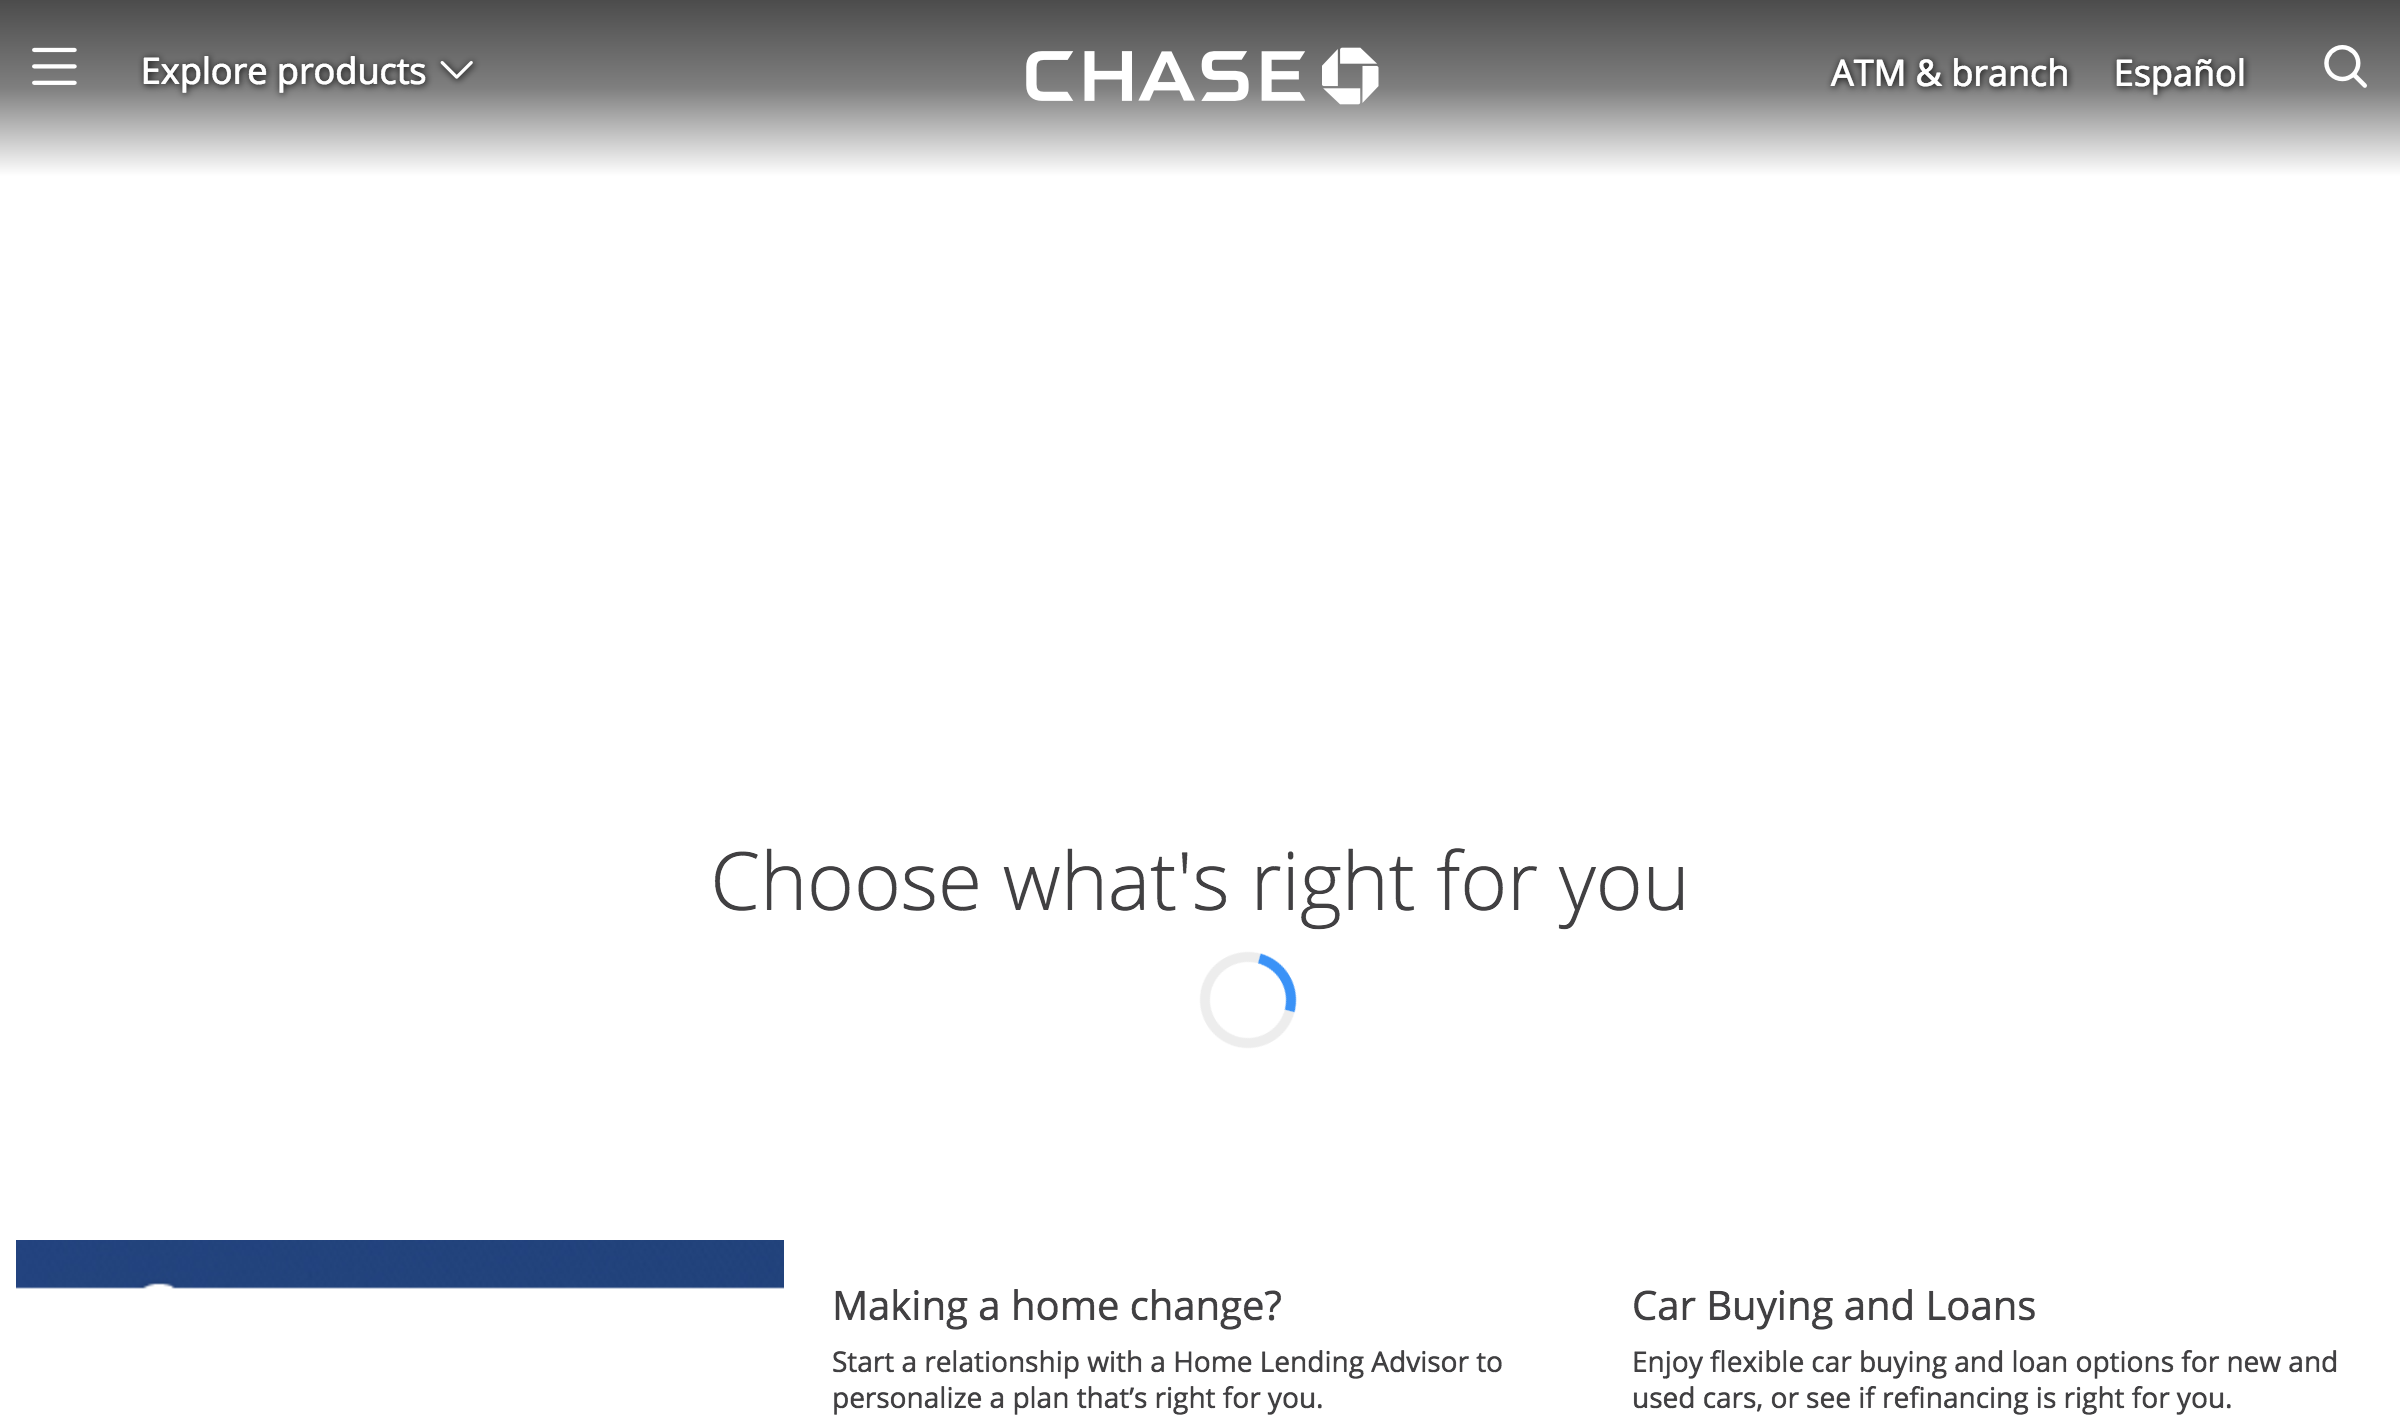 Explore products
CHASE
ATM & branch
Español
Choose what's right for you
Making a home change?
Start a relationship with a Home Lending Advisor to
personalize a plan that’s right for you.
Car Buying and Loans
Enjoy flexible car buying and loan options for new and
used cars, or see if refinancing is right for you.